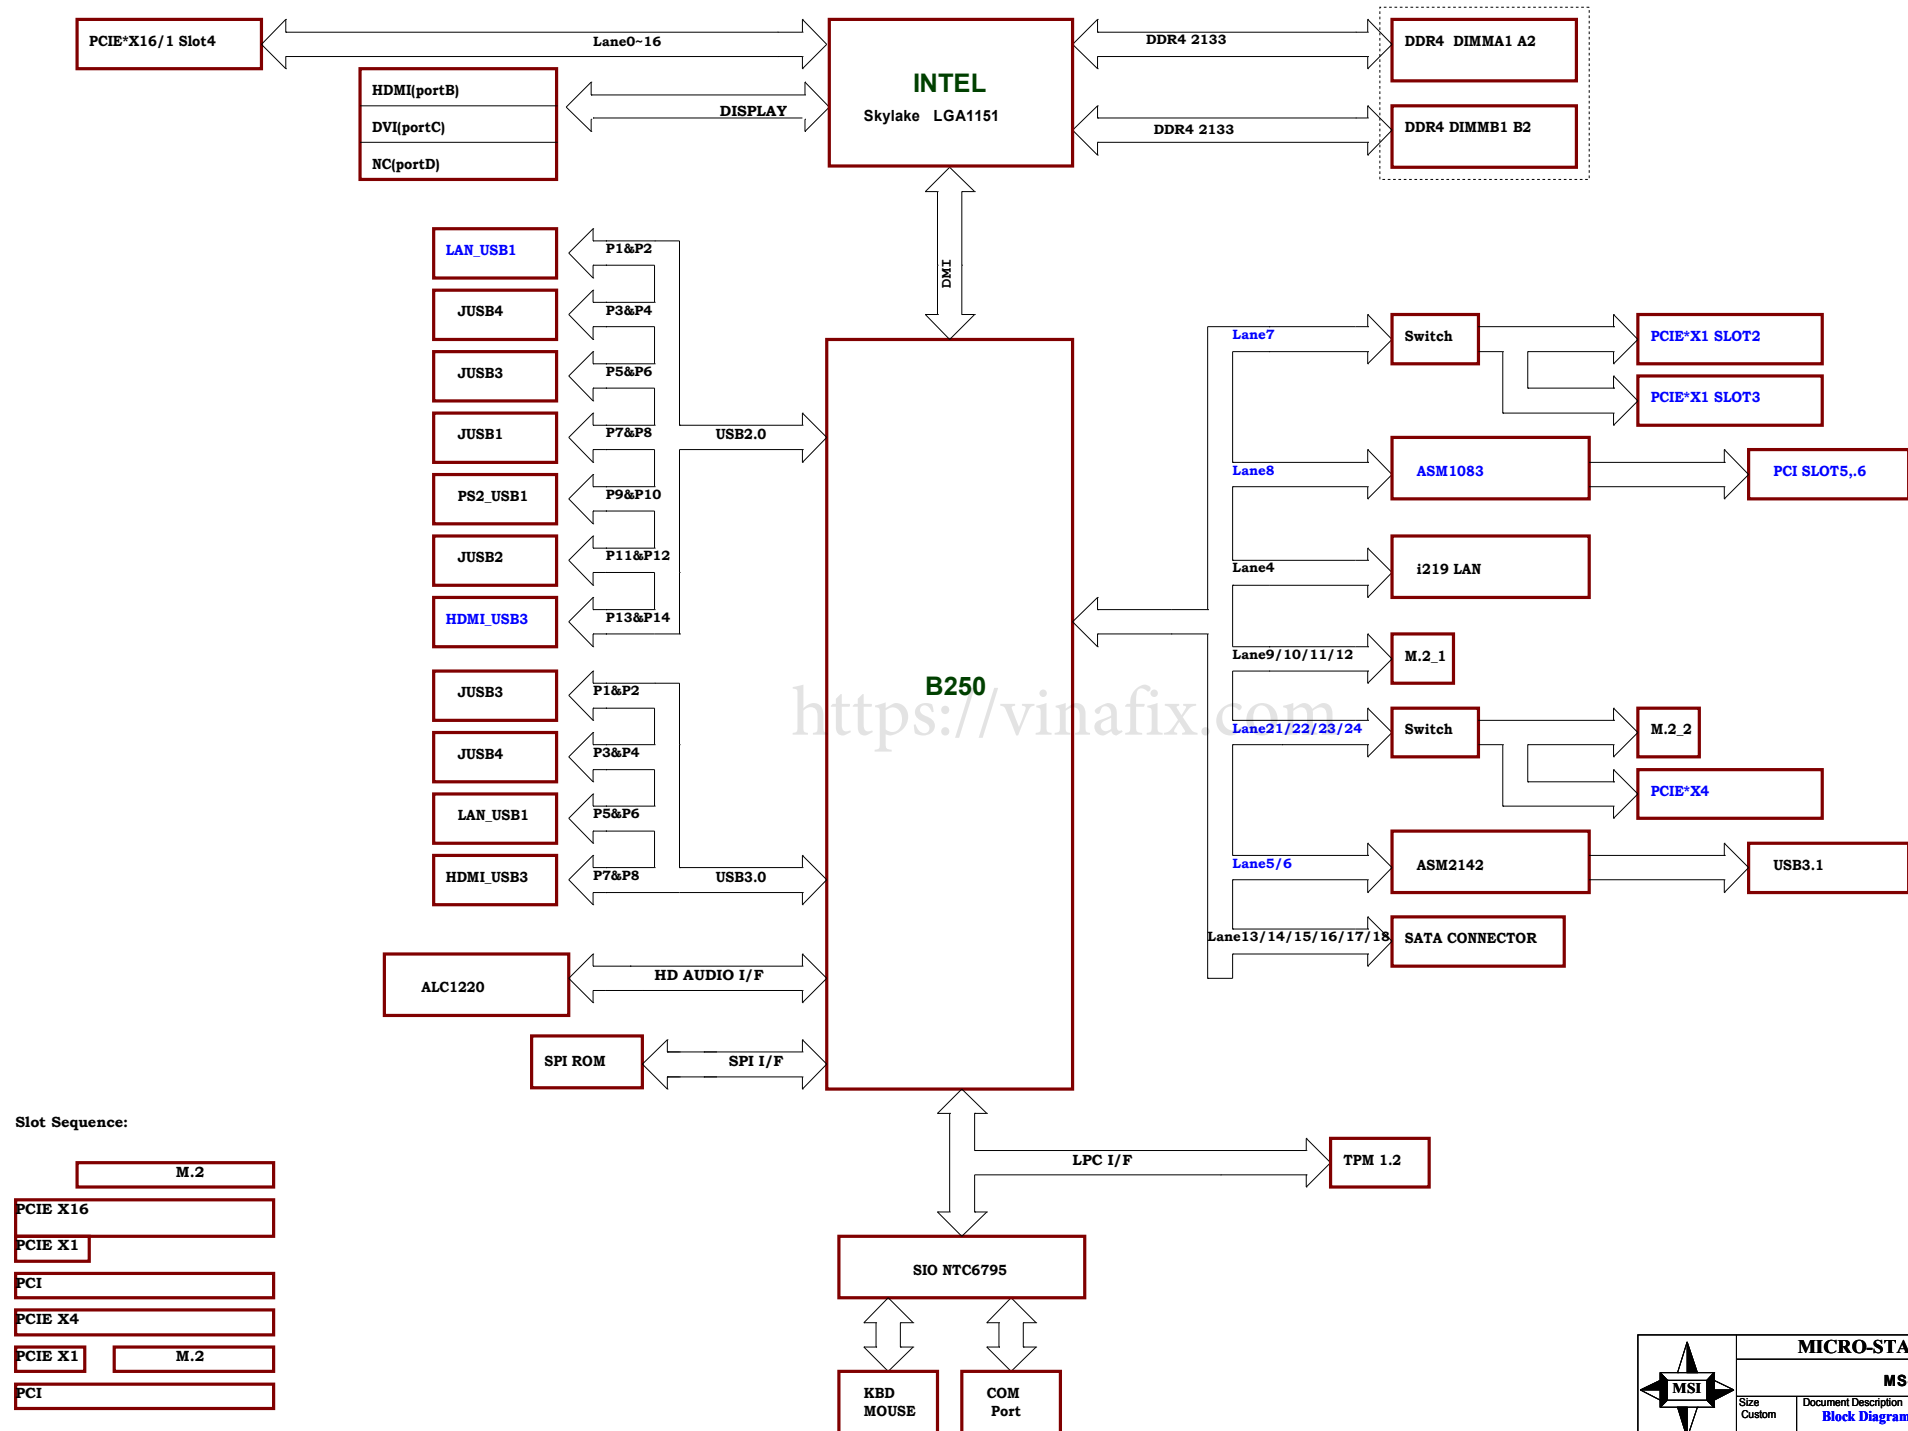 PCIE*X16/1 Slot4
Lane0~16
HDMI(portB)
DVI(portC)
NC(portD)
DISPLAY
INTEL
Skylake LGA1151
DDR4 2133
DDR4 DIMMA1 A2
DDR4 2133
DDR4 DIMMB1 B2
DMI
LAN_USB1
P1&P2
JUSB4
P3&P4
JUSB3
P5&P6
JUSB1
P7&P8
USB2.0
PS2_USB1
P9&P10
JUSB2
P11&P12
HDMI_USB3
P13&P14
JUSB3
P1&P2
JUSB4
P3&P4
LAN_USB1
P5&P6
HDMI_USB3
P7&P8
USB3.0
B250
https://vinafix.com
ALC1220
HD AUDIO I/F
SPI ROM
SPI I/F
Lane7
Switch
PCIE*X1 SLOT2
PCIE*X1 SLOT3
Lane8
ASM1083
PCI SLOT5,.6
Lane4
i219 LAN
Lane9/10/11/12
M.2_1
Lane21/22/23/24
Switch
M.2_2
PCIE*X4
Lane5/6
ASM2142
USB3.1
Lane13/14/15/16/17/18
SATA CONNECTOR
LPC I/F
TPM 1.2
SIO NTC6795
KBD
MOUSE
COM
Port
Slot Sequence:
M.2
PCIE X16
PCIE X1
PCI
PCIE X4
PCIE X1
M.2
PCI
MSI
MICRO-STA
MS
Size
Custom
Document Description
Block Diagram